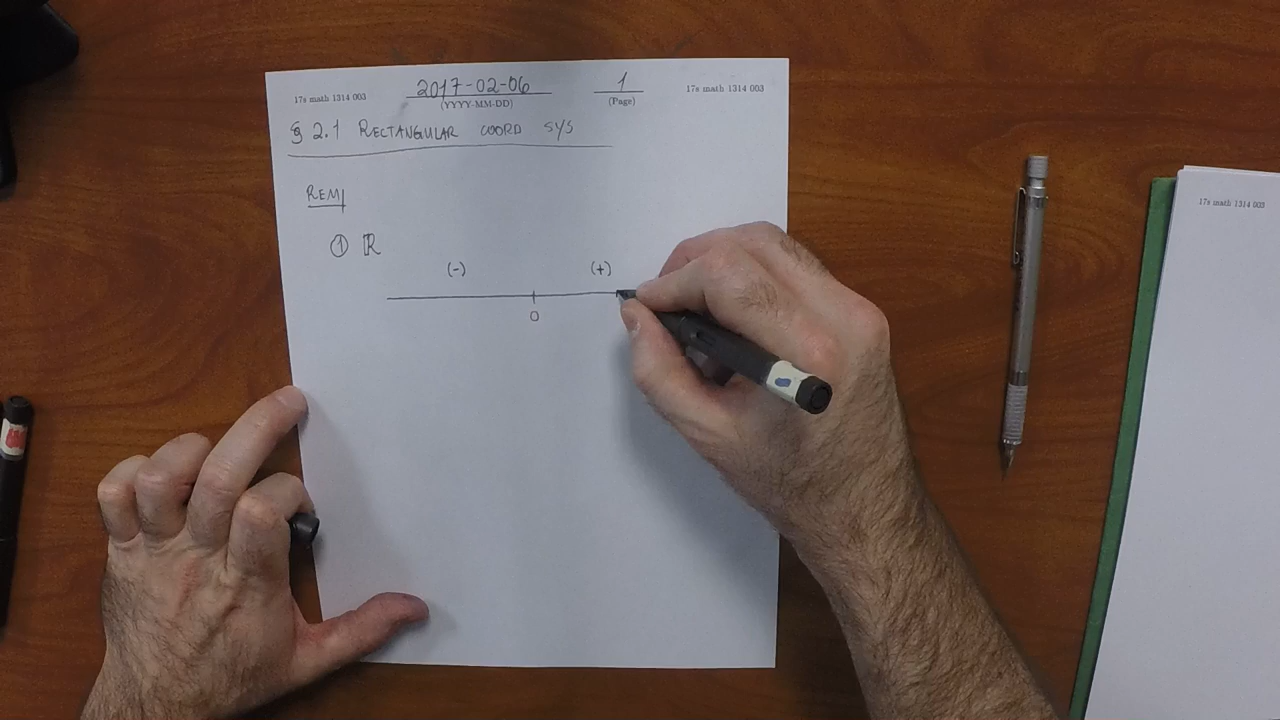 17s math 1314 003 2017-02-06 1 17s math 1314 003
(YYYY-MM-DD) (Page)
§ 2.1 RECTANGULAR COORD SYS
REM
① ℝ
(-) (+)
0
17s math 1314 003